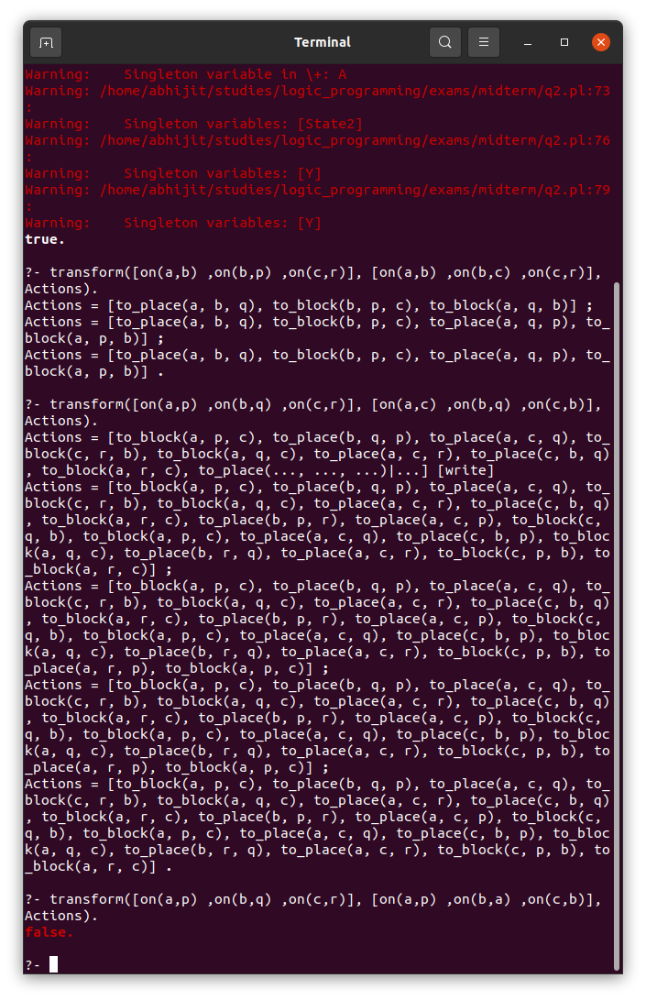 Terminal
Warning:    Singleton variable in \+: A
Warning: /home/abhijit/studies/logic_programming/exams/midterm/q2.pl:73
:
Warning:    Singleton variables: [State2]
Warning: /home/abhijit/studies/logic_programming/exams/midterm/q2.pl:76
:
Warning:    Singleton variables: [Y]
Warning: /home/abhijit/studies/logic_programming/exams/midterm/q2.pl:79
:
Warning:    Singleton variables: [Y]
true.
?- transform([on(a,b) ,on(b,p) ,on(c,r)], [on(a,b) ,on(b,c) ,on(c,r)],
Actions).
Actions = [to_place(a, b, q), to_block(b, p, c), to_block(a, q, b)] ;
Actions = [to_place(a, b, q), to_block(b, p, c), to_place(a, q, p), to_
block(a, p, b)] ;
Actions = [to_place(a, b, q), to_block(b, p, c), to_place(a, q, p), to_
block(a, p, b)] .
?- transform([on(a,p) ,on(b,q) ,on(c,r)], [on(a,c) ,on(b,q) ,on(c,b)],
Actions).
Actions = [to_block(a, p, c), to_place(b, q, p), to_place(a, c, q), to_
block(c, r, b), to_block(a, q, c), to_place(a, c, r), to_place(c, b, q)
, to_block(a, r, c), to_place(..., ..., ...)|...] [write]
Actions = [to_block(a, p, c), to_place(b, q, p), to_place(a, c, q), to_
block(c, r, b), to_block(a, q, c), to_place(a, c, r), to_place(c, b, q)
, to_block(a, r, c), to_place(b, p, r), to_place(a, c, p), to_block(c,
q, b), to_block(a, p, c), to_place(a, c, q), to_place(c, b, p), to_bloc
k(a, q, c), to_place(b, r, q), to_place(a, c, r), to_block(c, p, b), to
_block(a, r, c)] ;
Actions = [to_block(a, p, c), to_place(b, q, p), to_place(a, c, q), to_
block(c, r, b), to_block(a, q, c), to_place(a, c, r), to_place(c, b, q)
, to_block(a, r, c), to_place(b, p, r), to_place(a, c, p), to_block(c,
q, b), to_block(a, p, c), to_place(a, c, q), to_place(c, b, p), to_bloc
k(a, q, c), to_place(b, r, q), to_place(a, c, r), to_block(c, p, b), to
_place(a, r, p), to_block(a, p, c)] ;
Actions = [to_block(a, p, c), to_place(b, q, p), to_place(a, c, q), to_
block(c, r, b), to_block(a, q, c), to_place(a, c, r), to_place(c, b, q)
, to_block(a, r, c), to_place(b, p, r), to_place(a, c, p), to_block(c,
q, b), to_block(a, p, c), to_place(a, c, q), to_place(c, b, p), to_bloc
k(a, q, c), to_place(b, r, q), to_place(a, c, r), to_block(c, p, b), to
_place(a, r, p), to_block(a, p, c)] ;
Actions = [to_block(a, p, c), to_place(b, q, p), to_place(a, c, q), to_
block(c, r, b), to_block(a, q, c), to_place(a, c, r), to_place(c, b, q)
, to_block(a, r, c), to_place(b, p, r), to_place(a, c, p), to_block(c,
q, b), to_block(a, p, c), to_place(a, c, q), to_place(c, b, p), to_bloc
k(a, q, c), to_place(b, r, q), to_place(a, c, r), to_block(c, p, b), to
_block(a, r, c)] .
?- transform([on(a,p) ,on(b,q) ,on(c,r)], [on(a,p) ,on(b,a) ,on(c,b)],
Actions).
false.
?-